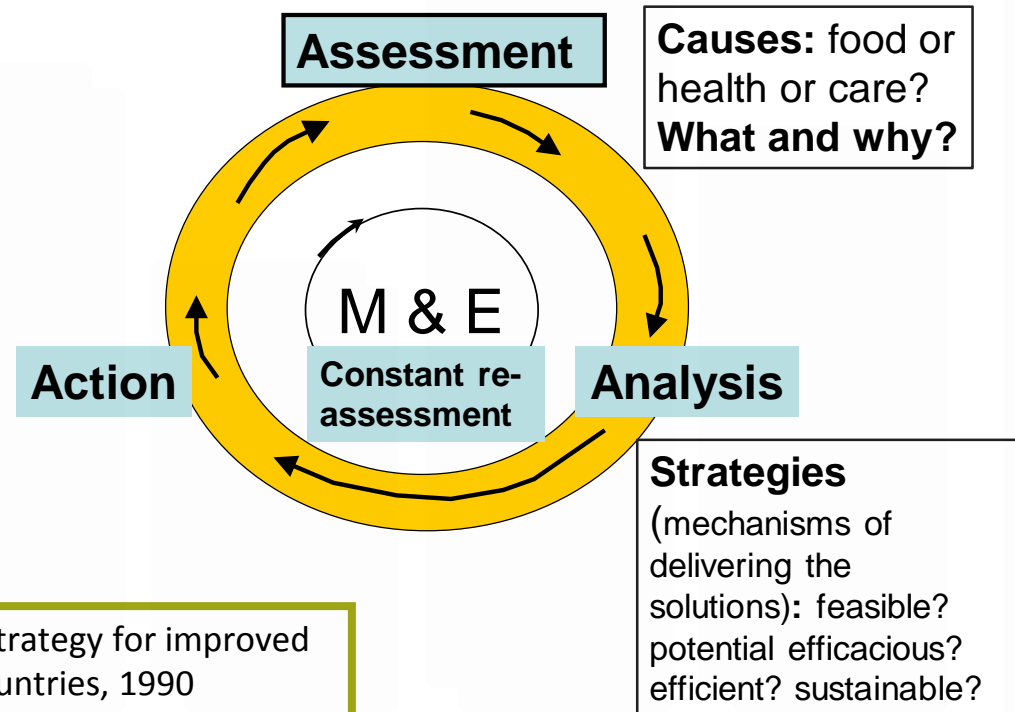 Assessment
Causes: food or
health or care?
What and why?
M & E
Constant re-
assessment
Action
Analysis
Strategies
(mechanisms of
delivering the
solutions): feasible?
potential efficacious?
efficient? sustainable?
trategy for improved
untries, 1990